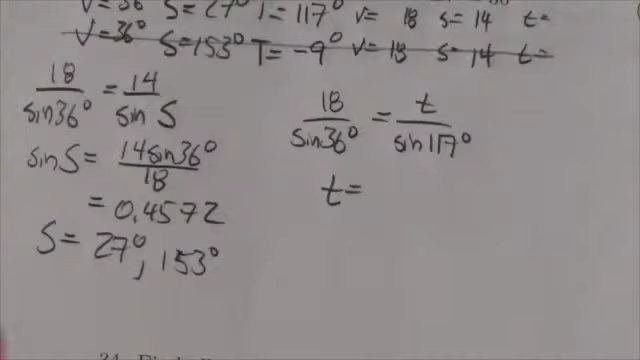 V=36° S=27° T=117° v=18 s=14 t=
V=36° S=153° T=-9° v=18 s=14 t=
18/sin36° = 14/sin S
sin S = 14sin36°/18
= 0.4572
S = 27°, 153°
18/sin36° = t/sin117°
t=